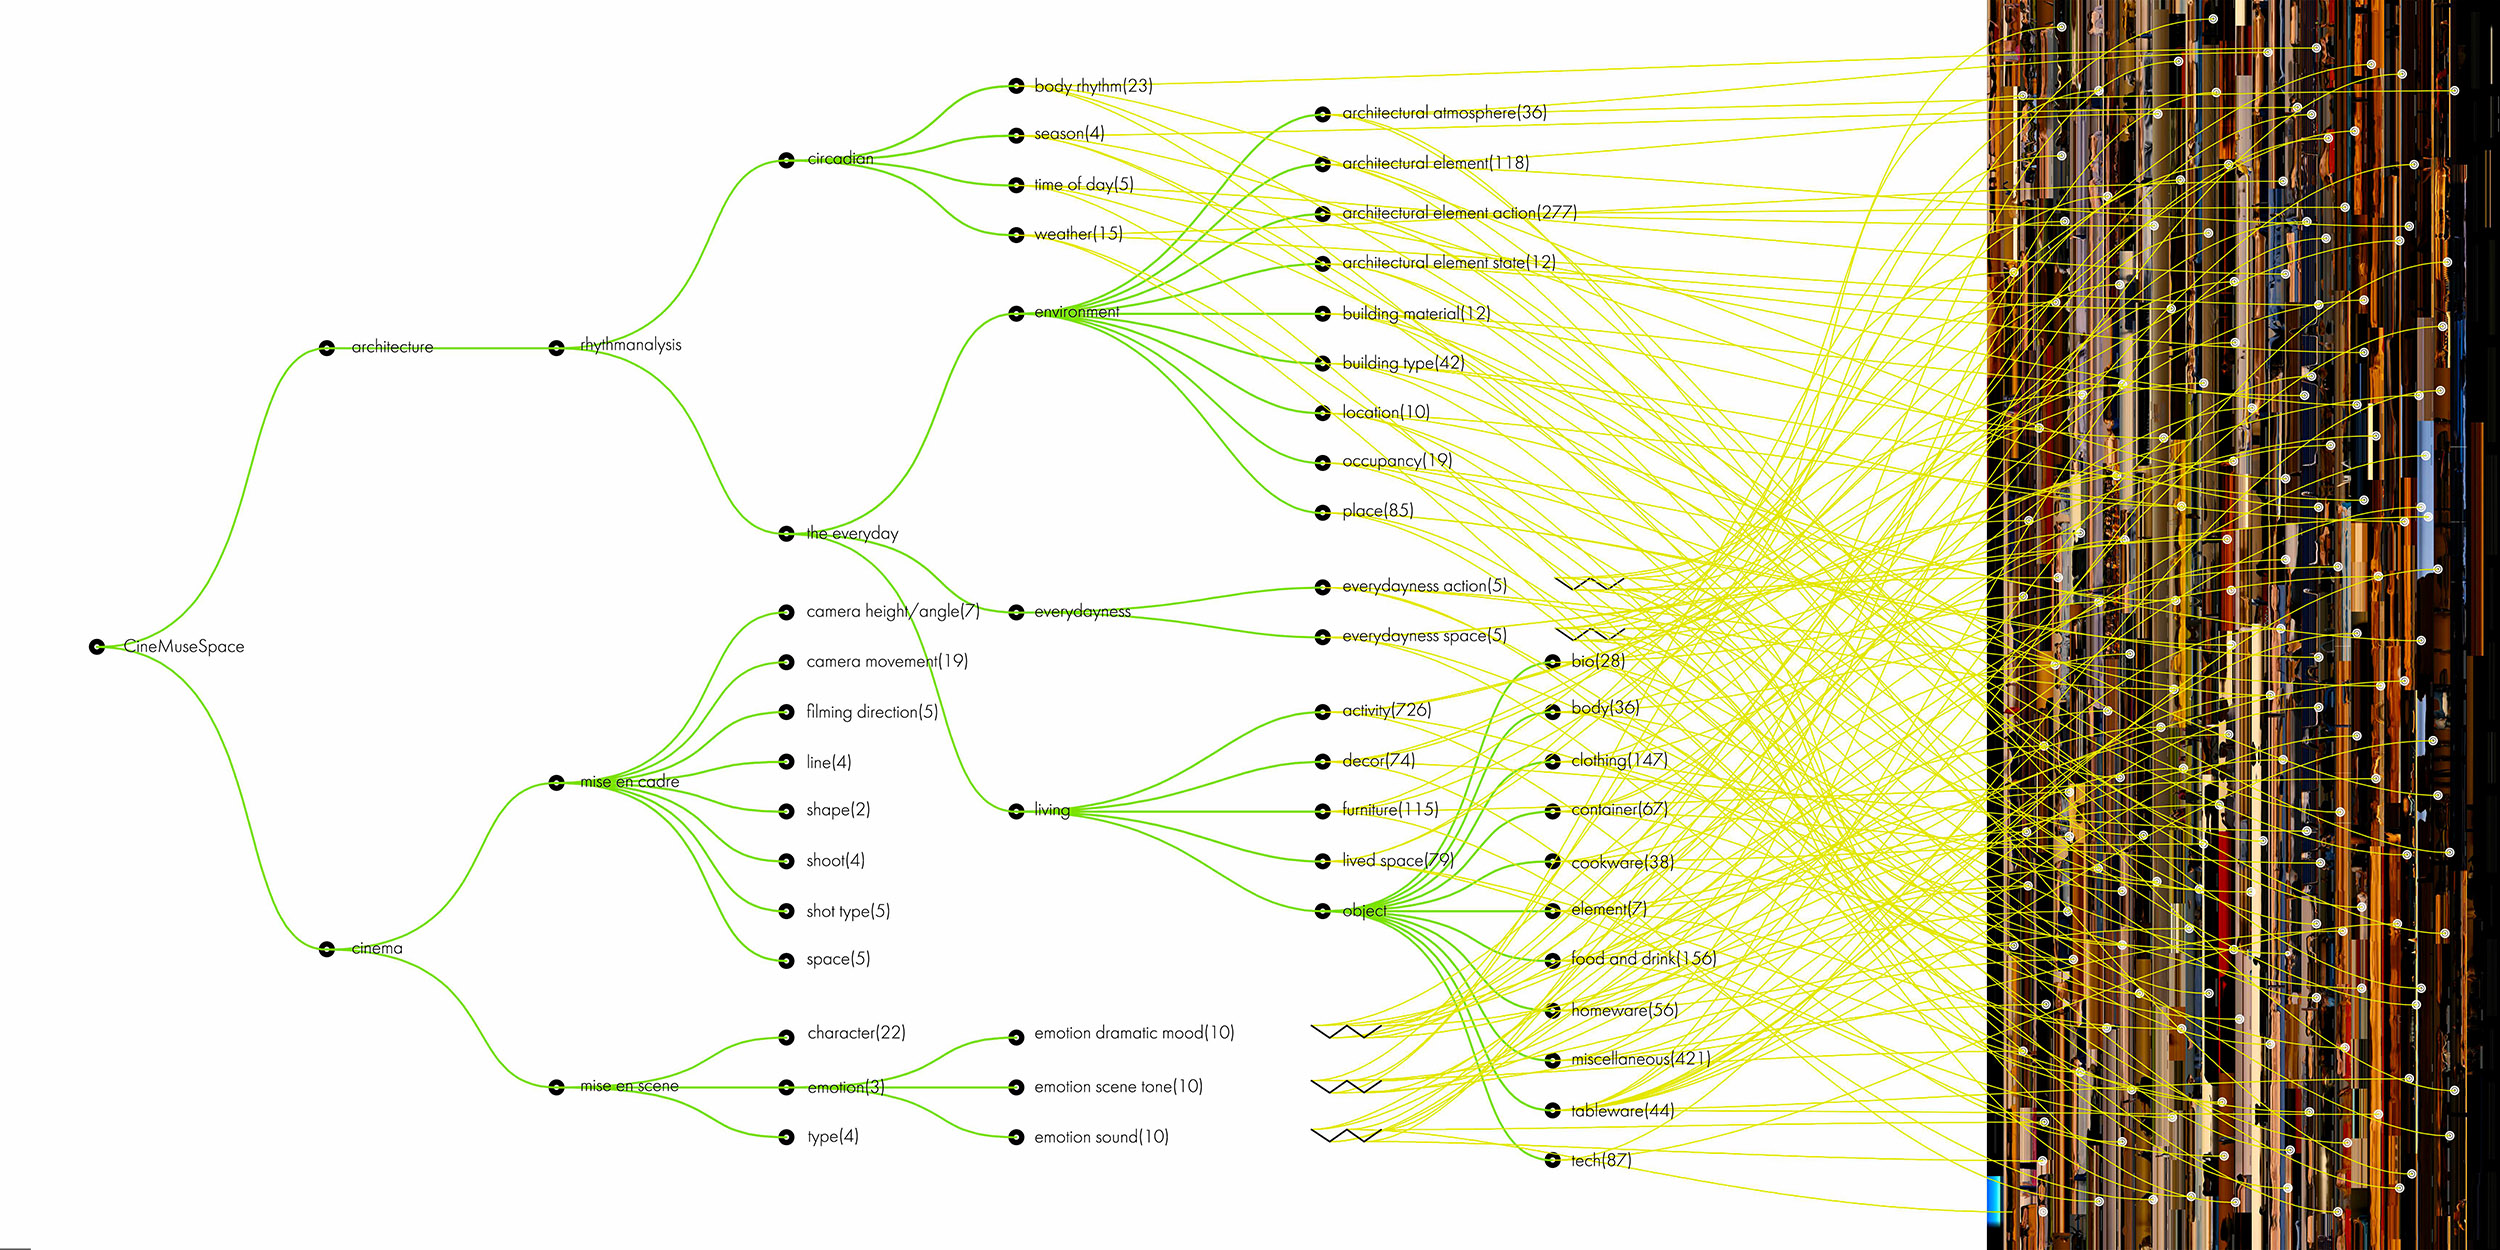 CineMuseSpace
architecture
cinema
rhythmanalysis
mise en cadre
mise en scene
circadian
the everyday
camera height/angle(7)
camera movement(19)
filming direction(5)
line(4)
shape(2)
shoot(4)
shot type(5)
space(5)
character(22)
emotion(3)
type(4)
body rhythm(23)
season(4)
time of day(5)
weather(15)
environment
everydayness
living
emotion dramatic mood(10)
emotion scene tone(10)
emotion sound(10)
architectural atmosphere(36)
architectural element(118)
architectural element action(277)
architectural element state(12)
building material(12)
building type(42)
location(10)
occupancy(19)
place(85)
everydayness action(5)
everydayness space(5)
activity(726)
decor(74)
furniture(115)
lived space(79)
object
bio(28)
body(36)
clothing(147)
container(67)
cookware(38)
element(7)
food and drink(156)
homeware(56)
miscellaneous(421)
tableware(44)
tech(87)